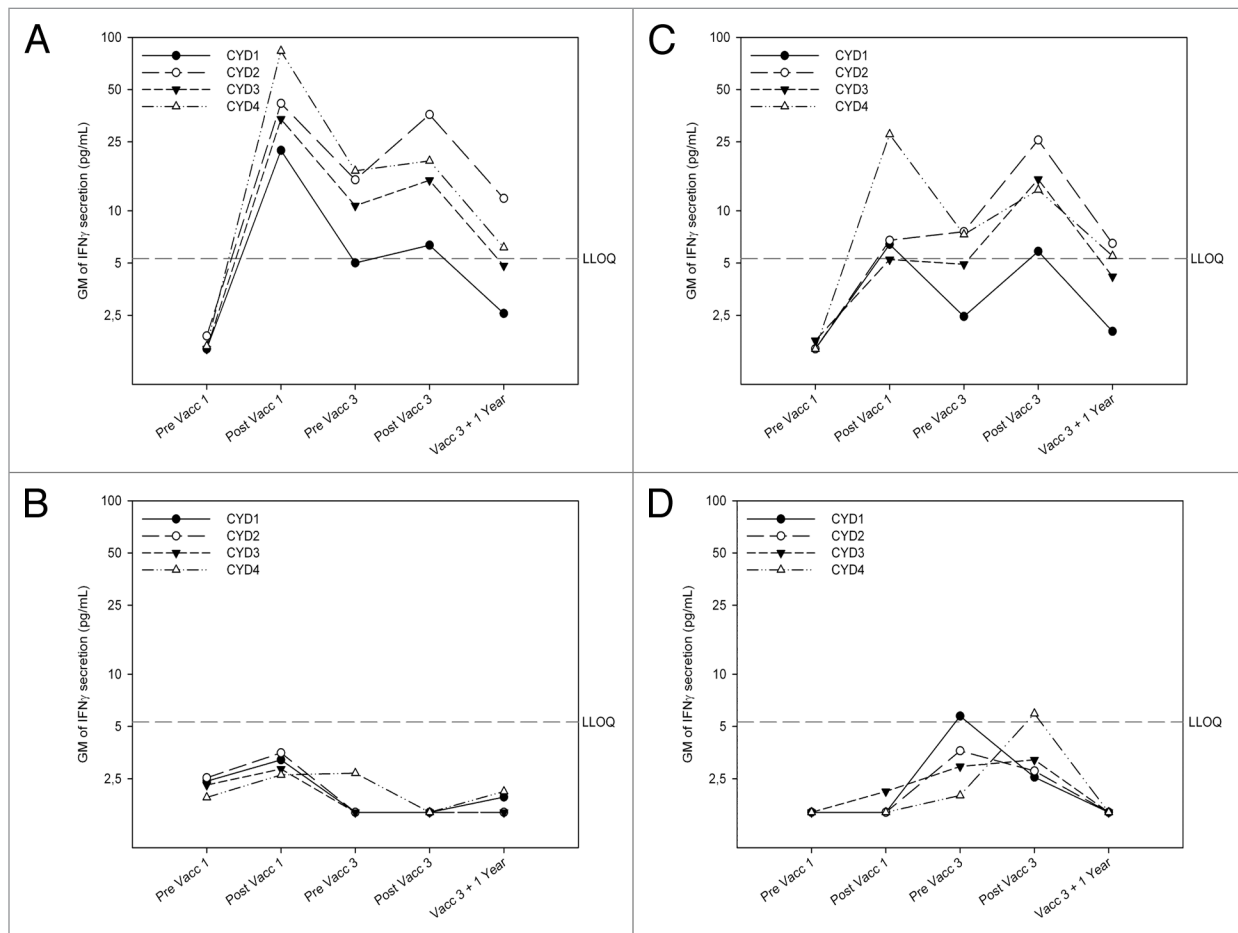 A
GM of IFNγ secretion (pg/mL)
100
50
25
10
5
2,5
CYD1
CYD2
CYD3
CYD4
LLOQ
Pre Vacc 1
Post Vacc 1
Pre Vacc 3
Post Vacc 3
Vacc 3 + 1 Year
C
GM of IFNγ secretion (pg/mL)
100
50
25
10
5
2,5
CYD1
CYD2
CYD3
CYD4
LLOQ
Pre Vacc 1
Post Vacc 1
Pre Vacc 3
Post Vacc 3
Vacc 3 + 1 Year
B
GM of IFNγ secretion (pg/mL)
100
50
25
10
5
2,5
CYD1
CYD2
CYD3
CYD4
LLOQ
Pre Vacc 1
Post Vacc 1
Pre Vacc 3
Post Vacc 3
Vacc 3 + 1 Year
D
GM of IFNγ secretion (pg/mL)
100
50
25
10
5
2,5
CYD1
CYD2
CYD3
CYD4
LLOQ
Pre Vacc 1
Post Vacc 1
Pre Vacc 3
Post Vacc 3
Vacc 3 + 1 Year